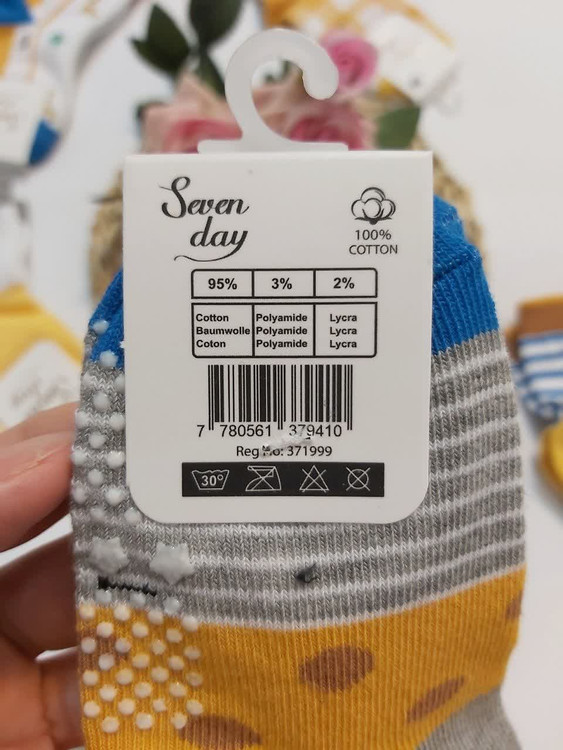 Seven
day
100%
COTTON
95% 3% 2%
Cotton Polyamide Lycra
Baumwolle Polyamide Lycra
Coton Polyamide Lycra
7 780561 379410
Reg No: 371999
30°